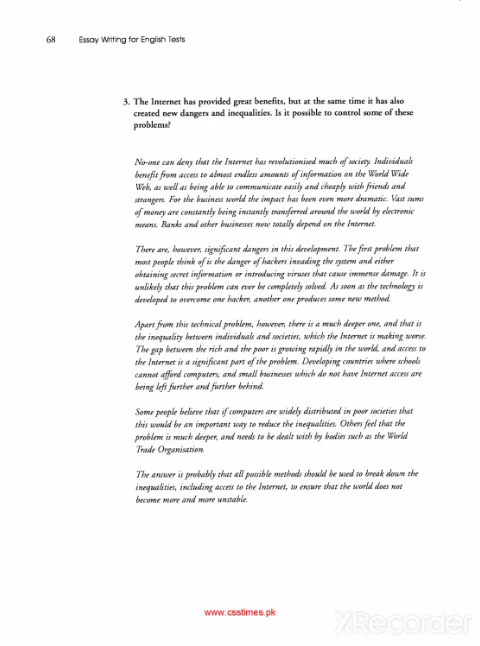 68 Essay Writing for English Tests
3. The Internet has provided great benefits, but at the same time it has also
created new dangers and inequalities. Is it possible to control some of these
problems?
No-one can deny that the Internet has revolutionised much of society. Individuals
benefit from access to almost endless amounts of information on the World Wide
Web, as well as being able to communicate easily and cheaply with friends and
strangers. For the business world the impact has been even more dramatic. Vast sums
of money are constantly being instantly transferred around the world by electronic
means. Banks and other businesses now totally depend on the Internet.
There are, however, significant dangers in this development. The first problem that
most people think of is the danger of hackers invading the system and either
obtaining secret information or introducing viruses that cause immense damage. It is
unlikely that this problem can ever be completely solved. As soon as the technology is
developed to overcome one hacker, another one produces some new method.
Apart from this technical problem, however, there is a much deeper one, and that is
the inequality between individuals and societies, which the Internet is making worse.
The gap between the rich and the poor is growing rapidly in the world, and access to
the Internet is a significant part of the problem. Developing countries where schools
cannot afford computers, and small businesses which do not have Internet access are
being left further and further behind.
Some people believe that if computers are widely distributed in poor societies that
this would be an important way to reduce the inequalities. Others feel that the
problem is much deeper, and needs to be dealt with by bodies such as the World
Trade Organisation.
The answer is probably that all possible methods should be used to break down the
inequalities, including access to the Internet, to ensure that the world does not
become more and more unstable.
www.csstimes.pk
XRecorder